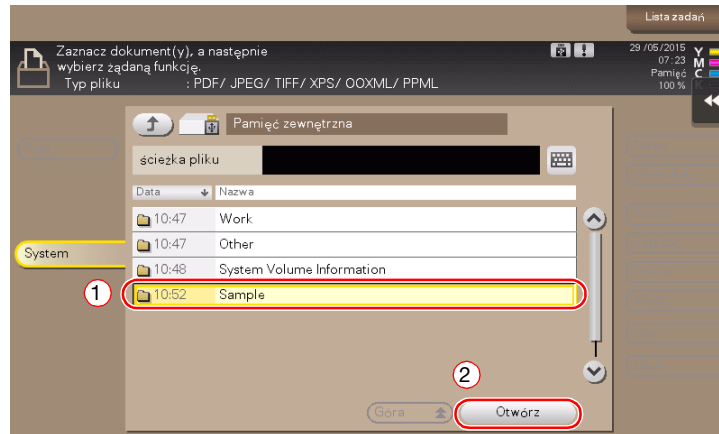 Lista zadań
Zaznacz dokument(y), a następnie
wybierz żądaną funkcję.
Typ pliku : PDF/ JPEG/ TIFF/ XPS/ OOXML/ PPML
29/05/2015
07:23
Pamięć
100 %
Y
M
C
K
Pamięć zewnętrzna
ścieżka pliku
Data Nazwa
10:47 Work
10:47 Other
System
10:48 System Volume Information
1
10:52 Sample
2
Góra Otwórz